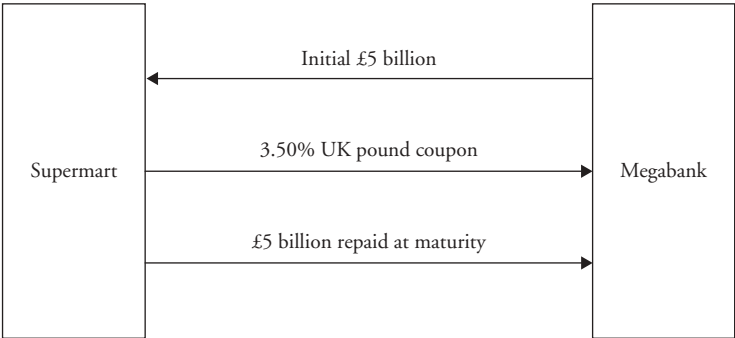 Initial £5 billion
3.50% UK pound coupon
Supermart
Megabank
£5 billion repaid at maturity